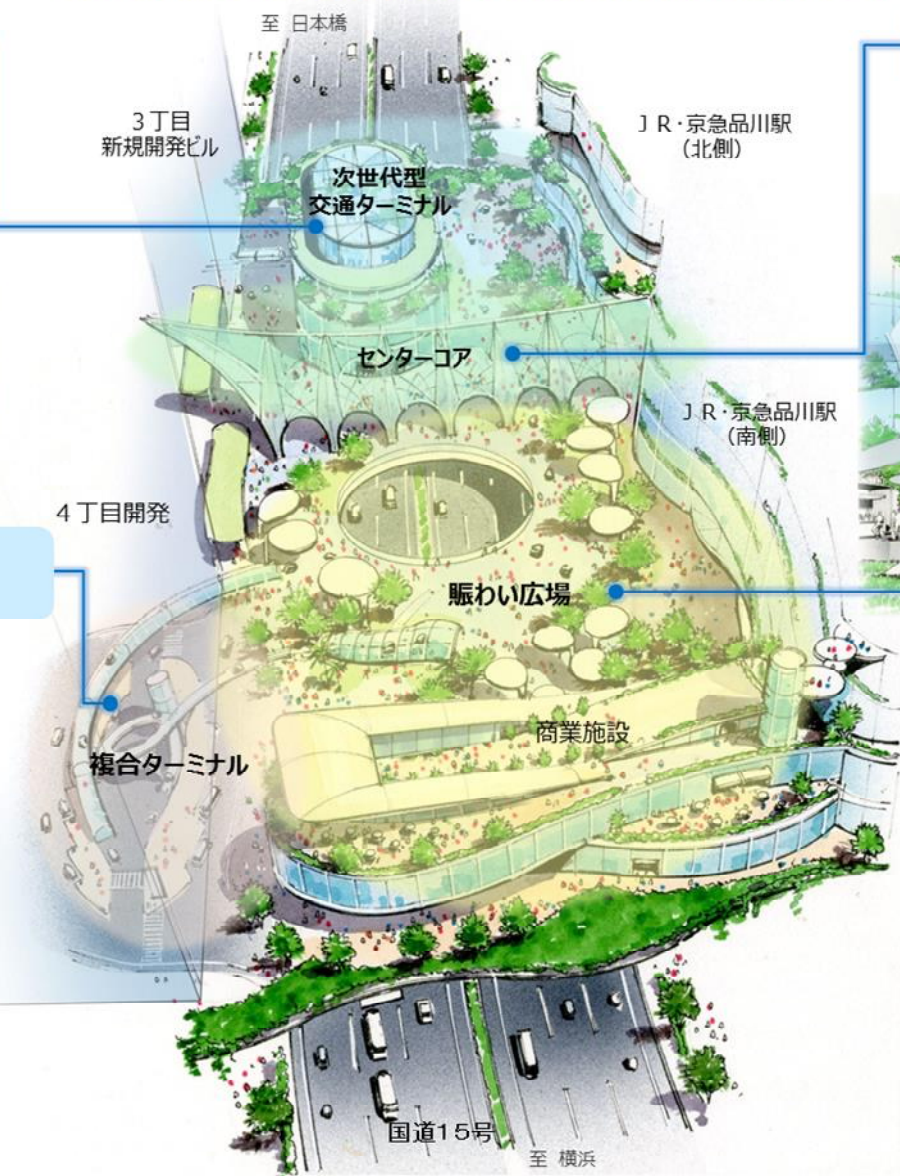 至 日本橋
3丁目
新規開発ビル
JR・京急品川駅
(北側)
次世代型
交通ターミナル
センターコア
JR・京急品川駅
(南側)
4丁目開発
賑わい広場
商業施設
複合ターミナル
国道15号
至 横浜